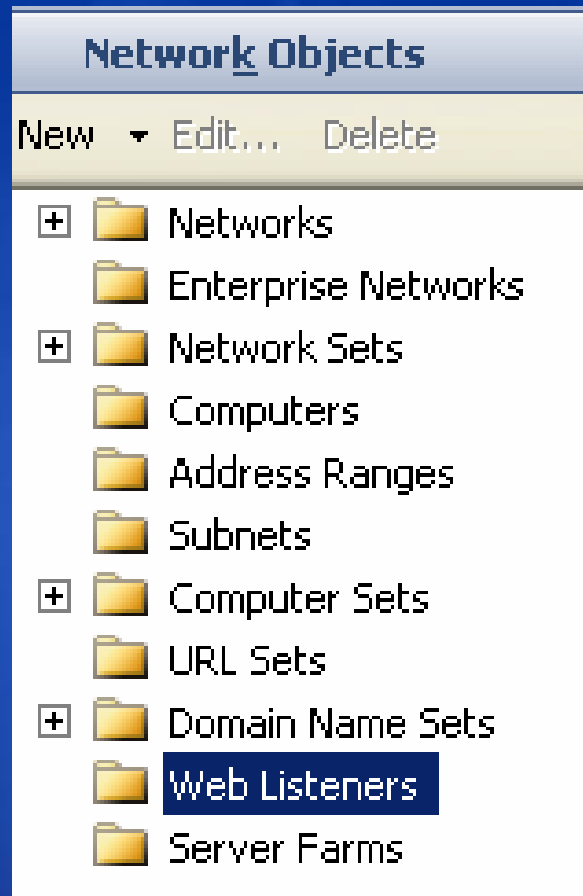 Network Objects
New Edit... Delete
Networks
Enterprise Networks
Network Sets
Computers
Address Ranges
Subnets
Computer Sets
URL Sets
Domain Name Sets
Web Listeners
Server Farms